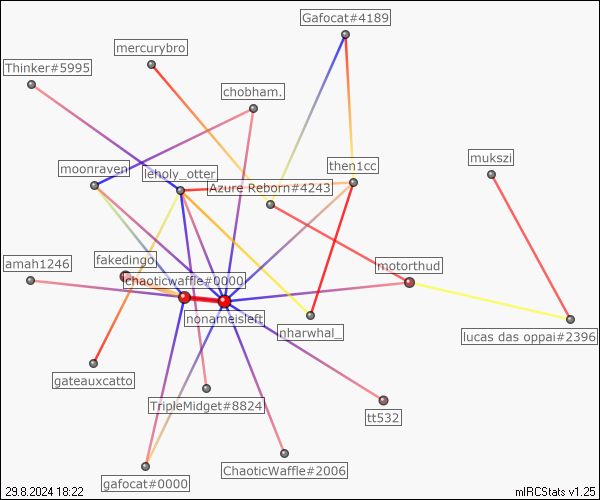 Gafocat#4189
mercurybro
Thinker#5995
chobham.
mukszi
then1cc
moonraven
leholy_otter
Azure Reborn#4243
amah1246
fakedingo
motorthud
chaoticwaffle#0000
nonameisleft
nharwhal_
lucas das oppai#2396
gateauxcatto
TripleMidget#8824
tt532
gafocat#0000
ChaoticWaffle#2006
29.8.2024 18:22
mIRCStats v1.25